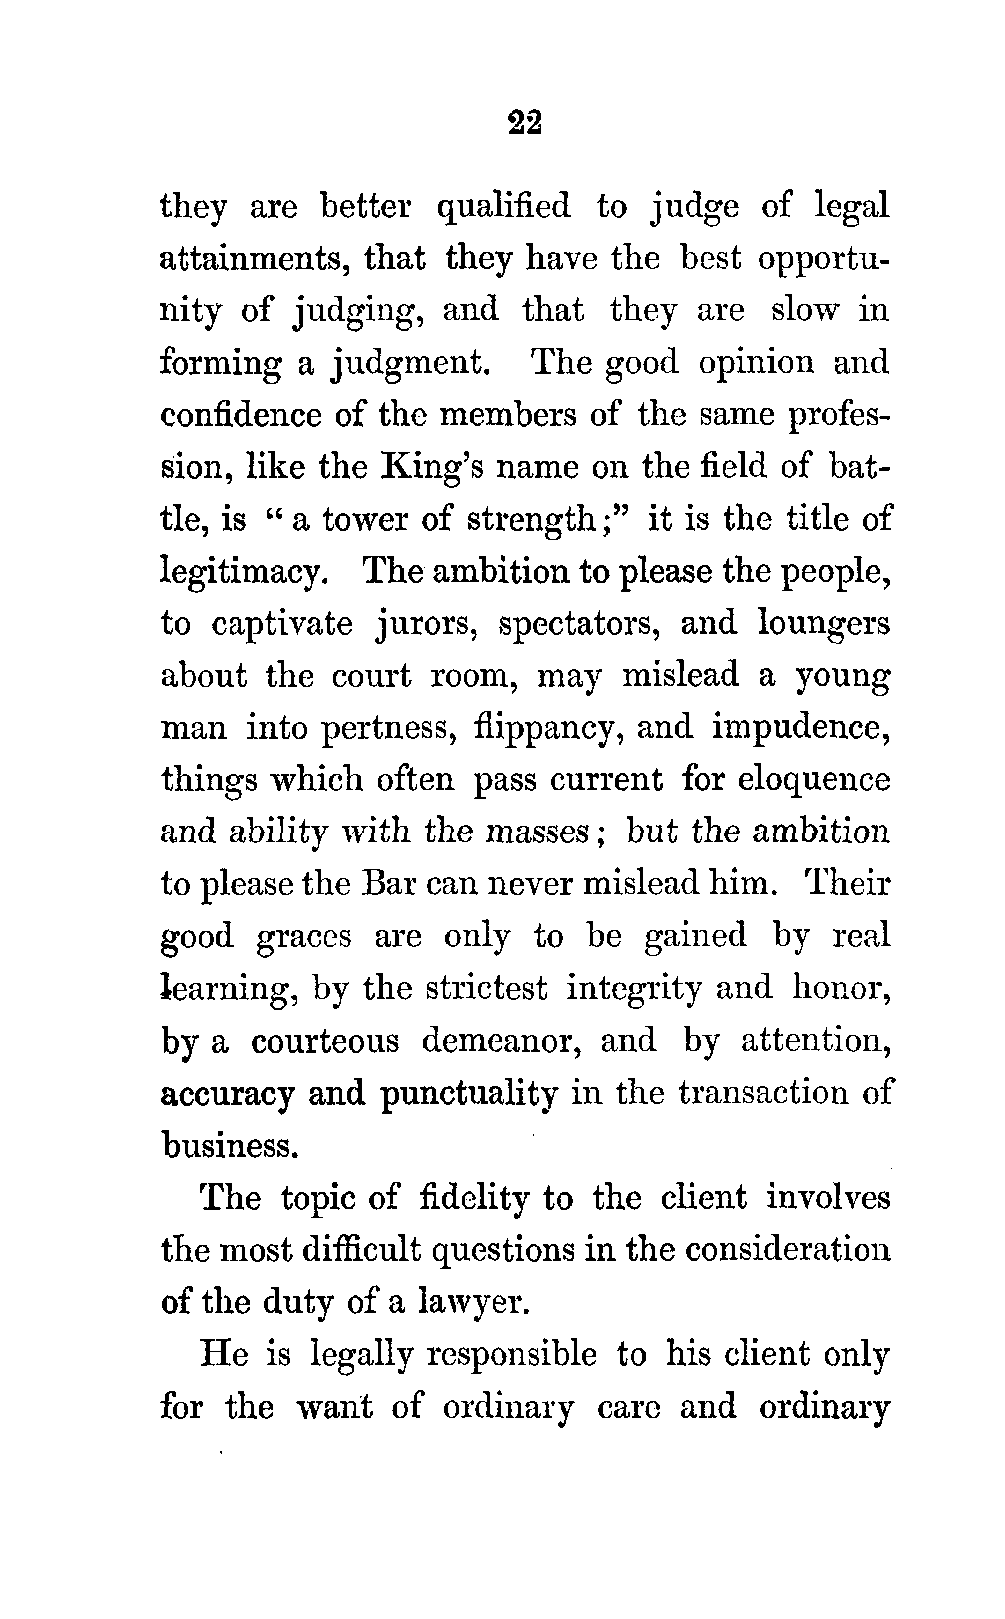 22
they are better qualified to judge of legal
attainments, that they have the best opportu-
nity of judging, and that they are slow in
forming a judgment. The good opinion and
confidence of the members of the same profes-
sion, like the King's name on the field of bat-
tle, is “ a tower of strength;” it is the title of
legitimacy. The ambition to please the people,
to captivate jurors, spectators, and loungers
about the court room, may mislead a young
man into pertness, flippancy, and impudence,
things which often pass current for eloquence
and ability with the masses; but the ambition
to please the Bar can never mislead him. Their
good graces are only to be gained by real
learning, by the strictest integrity and honor,
by a courteous demeanor, and by attention,
accuracy and punctuality in the transaction of
business.
The topic of fidelity to the client involves
the most difficult questions in the consideration
of the duty of a lawyer.
He is legally responsible to his client only
for the want of ordinary care and ordinary